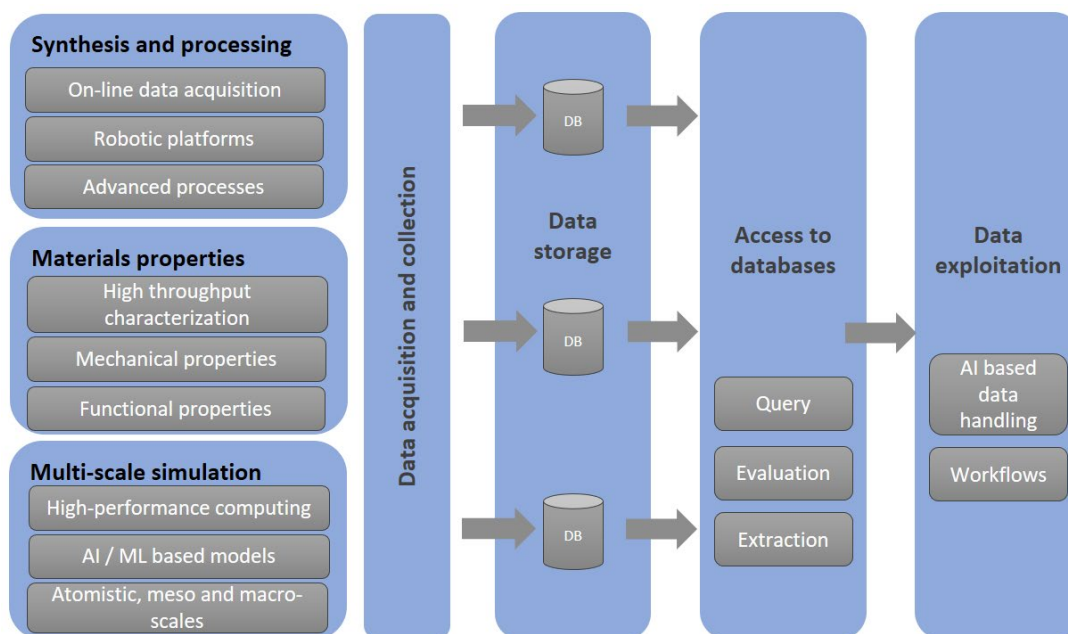 Synthesis and processing
On-line data acquisition
Robotic platforms
Advanced processes
Materials properties
High throughput
characterization
Mechanical properties
Functional properties
Multi-scale simulation
High-performance computing
AI / ML based models
Atomistic, meso and macro-
scales
Data acquisition and collection
Data
storage
DB
DB
DB
Access to
databases
Query
Evaluation
Extraction
Data
exploitation
AI based
data
handling
Workflows